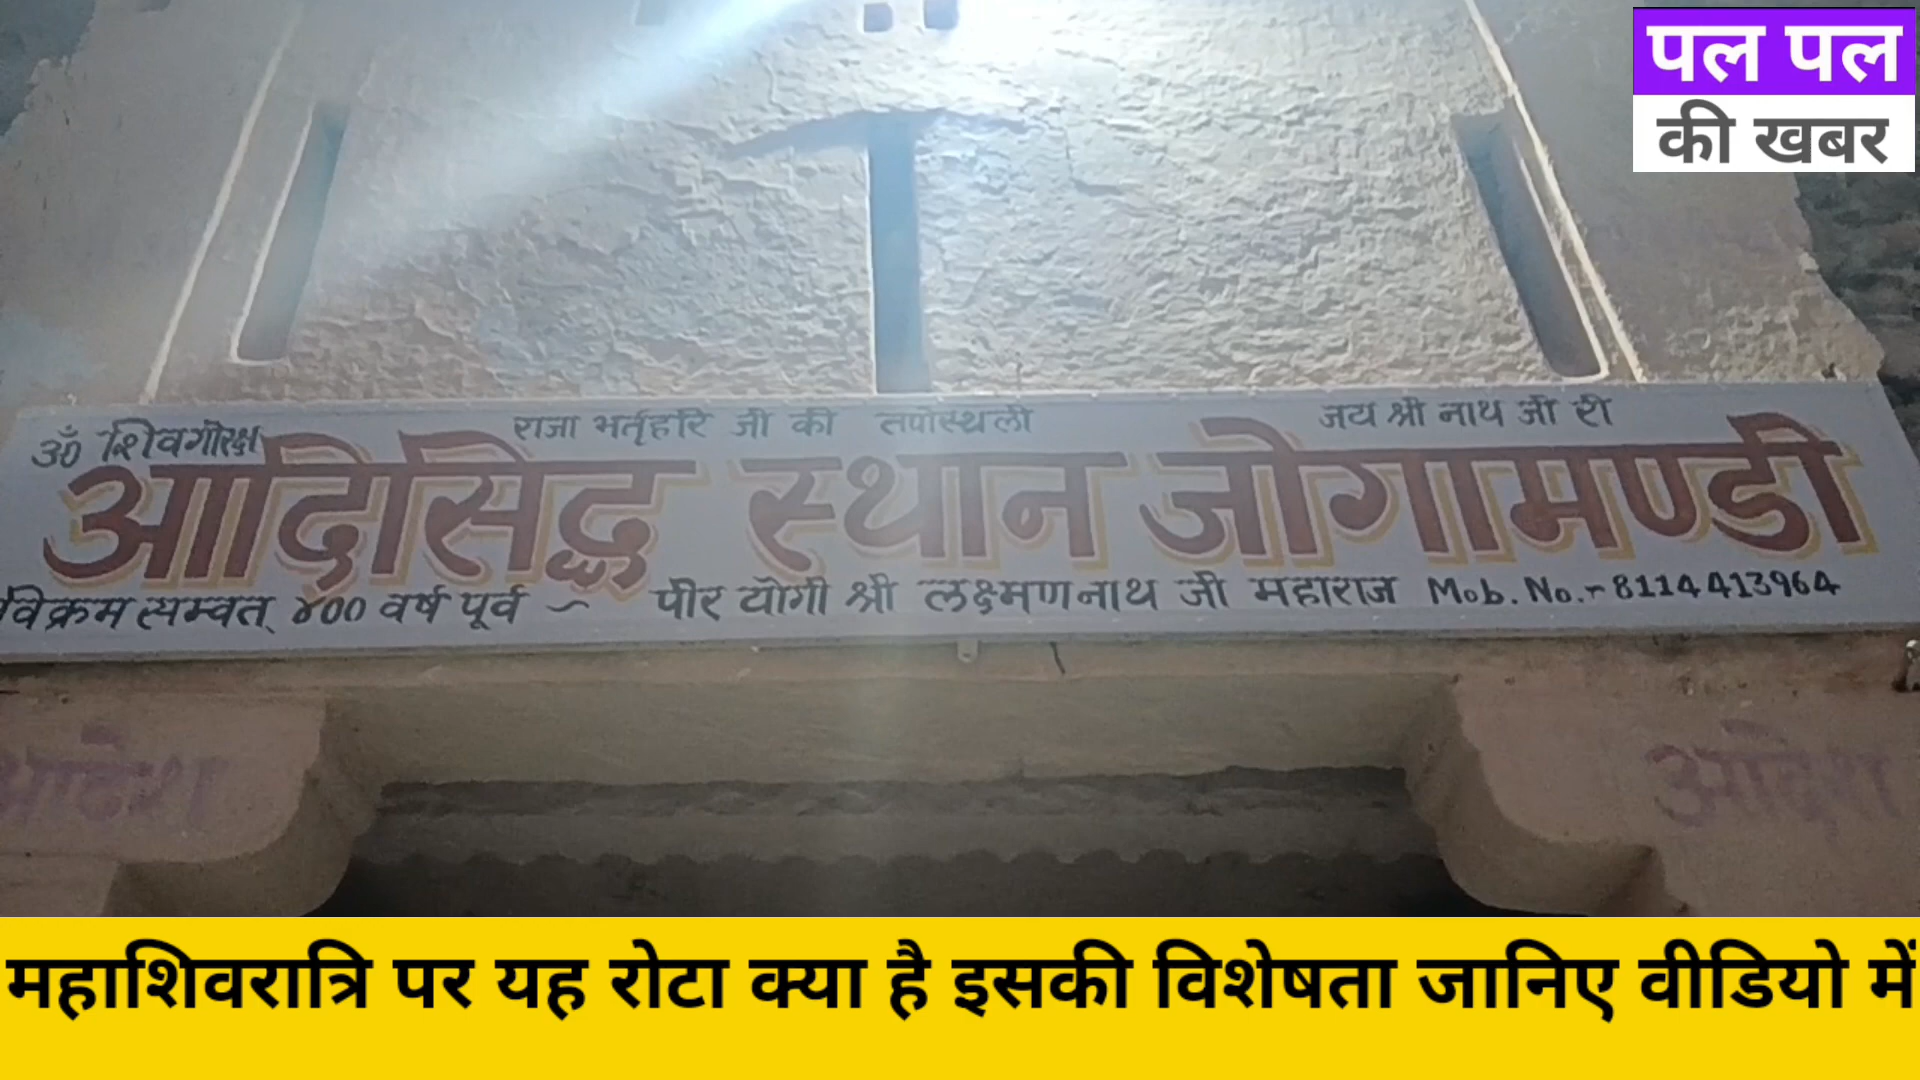 पल पल
की खबर
ॐ शिवगोरक्ष राजा भर्तृहरि जी की तपोस्थली जय श्री नाथ जी री
आदिसिद्ध स्थान जोगामण्डी
विक्रम सम्वत् ४०० वर्ष पूर्व ~ पीर योगी श्री लक्ष्मणनाथ जी महाराज Mob. No.- 8114413964
आदेश आदेश
महाशिवरात्रि पर यह रोटा क्या है इसकी विशेषता जानिए वीडियो में